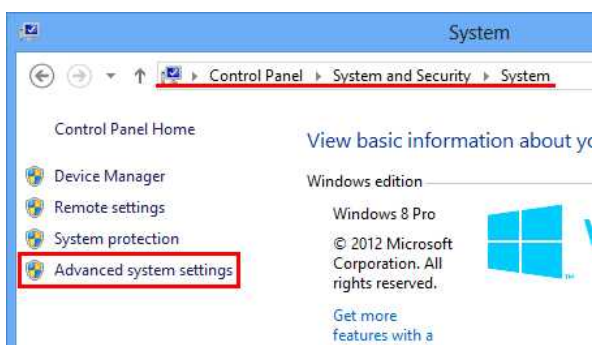 System
Control Panel System and Security System
Control Panel Home
Device Manager
Remote settings
System protection
Advanced system settings
View basic information about yo
Windows edition
Windows 8 Pro
© 2012 Microsoft
Corporation. All
rights reserved.
Get more
features with a